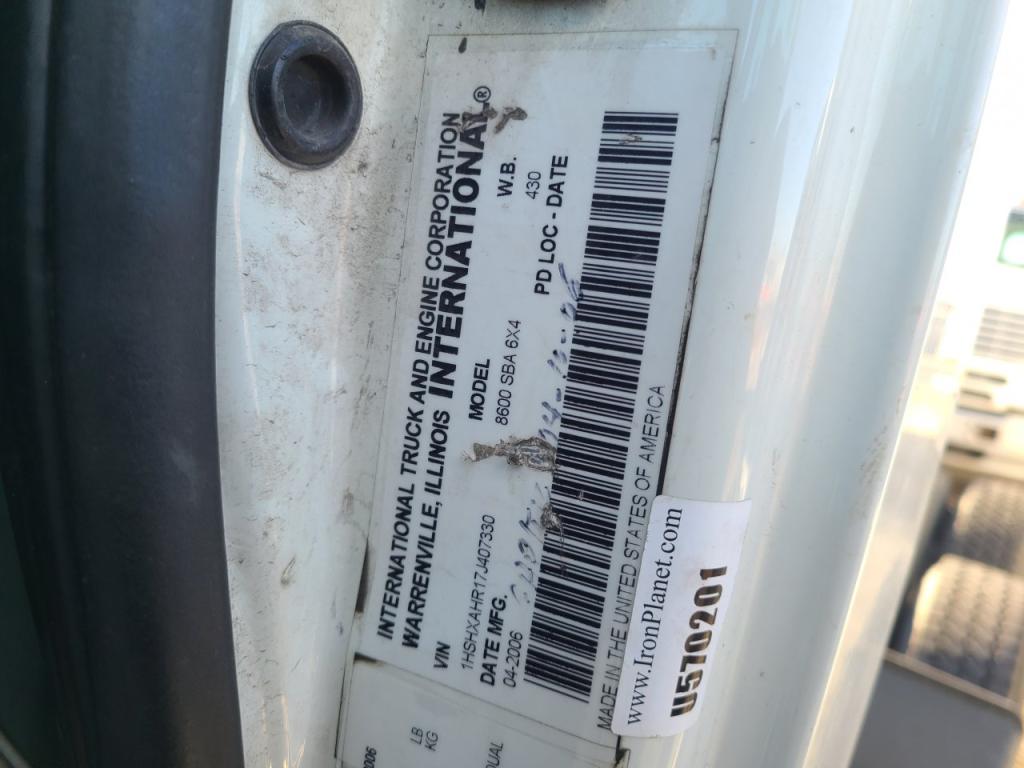 INTERNATIONAL TRUCK AND ENGINE CORPORATION
WARRENVILLE, ILLINOIS INTERNATIONAL®
VIN MODEL W.B.
1HSHXAHR17J407330 8600 SBA 6X4 430
DATE MFG. PD LOC - DATE
04-2006
MADE IN THE UNITED STATES OF AMERICA
www.IronPlanet.com
U570201
LB
KG